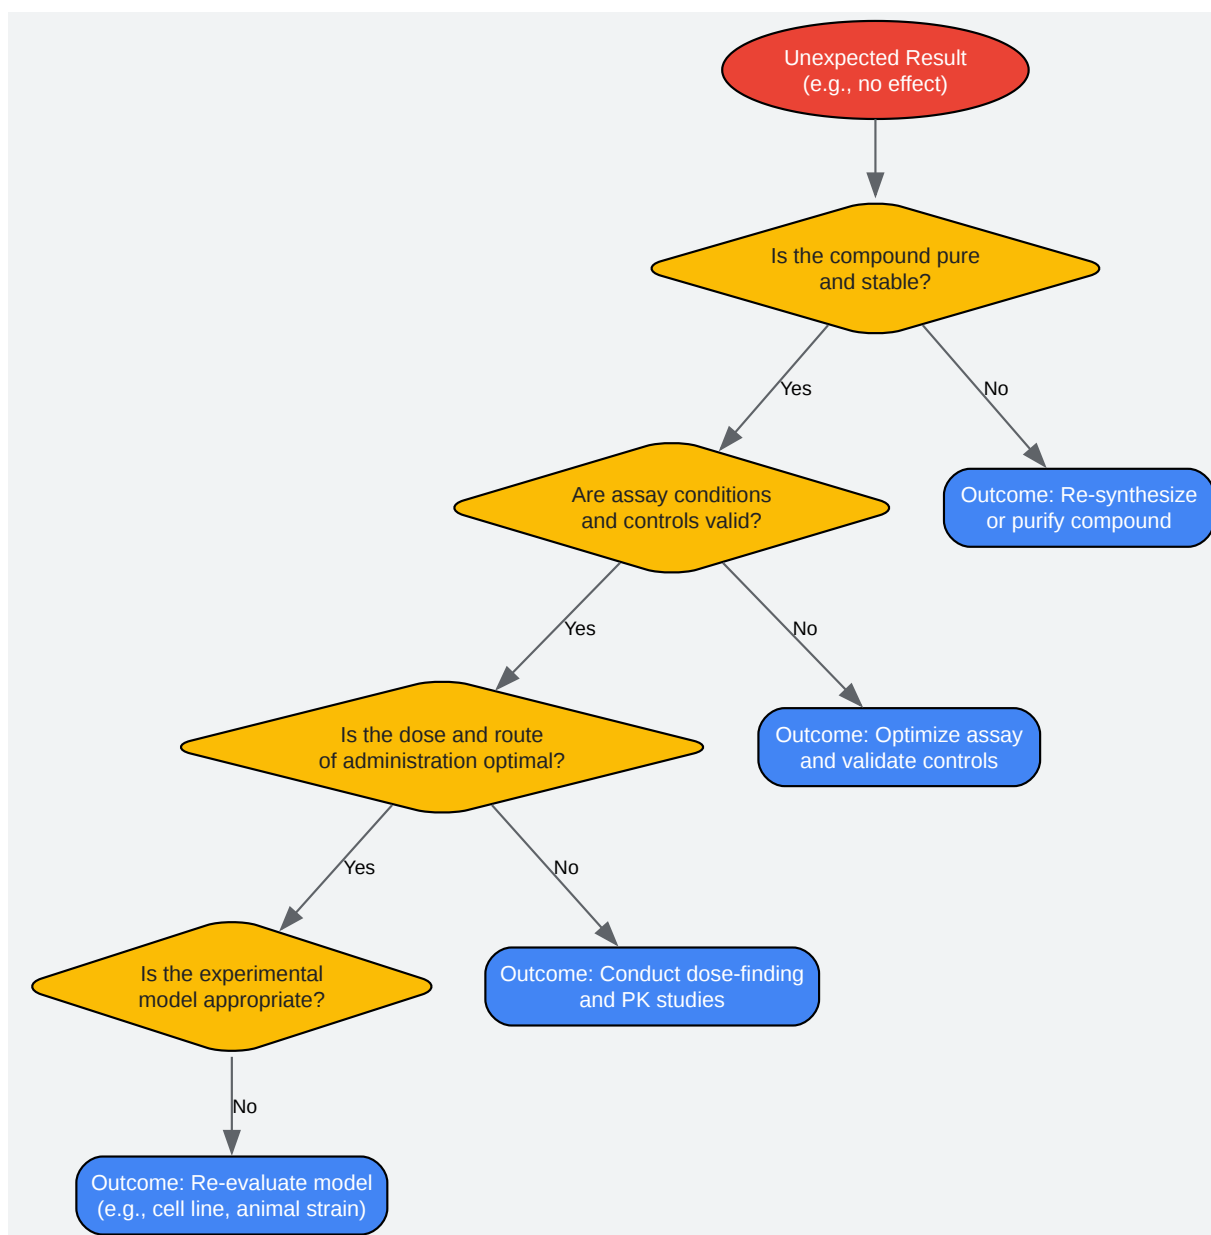 Unexpected Result
(e.g., no effect)
Is the compound pure
and stable?
Yes
No
Are assay conditions
and controls valid?
Outcome: Re-synthesize
or purify compound
Yes
No
Is the dose and route
of administration optimal?
Outcome: Optimize assay
and validate controls
Yes
No
Is the experimental
model appropriate?
Outcome: Conduct dose-finding
and PK studies
No
Outcome: Re-evaluate model
(e.g., cell line, animal strain)